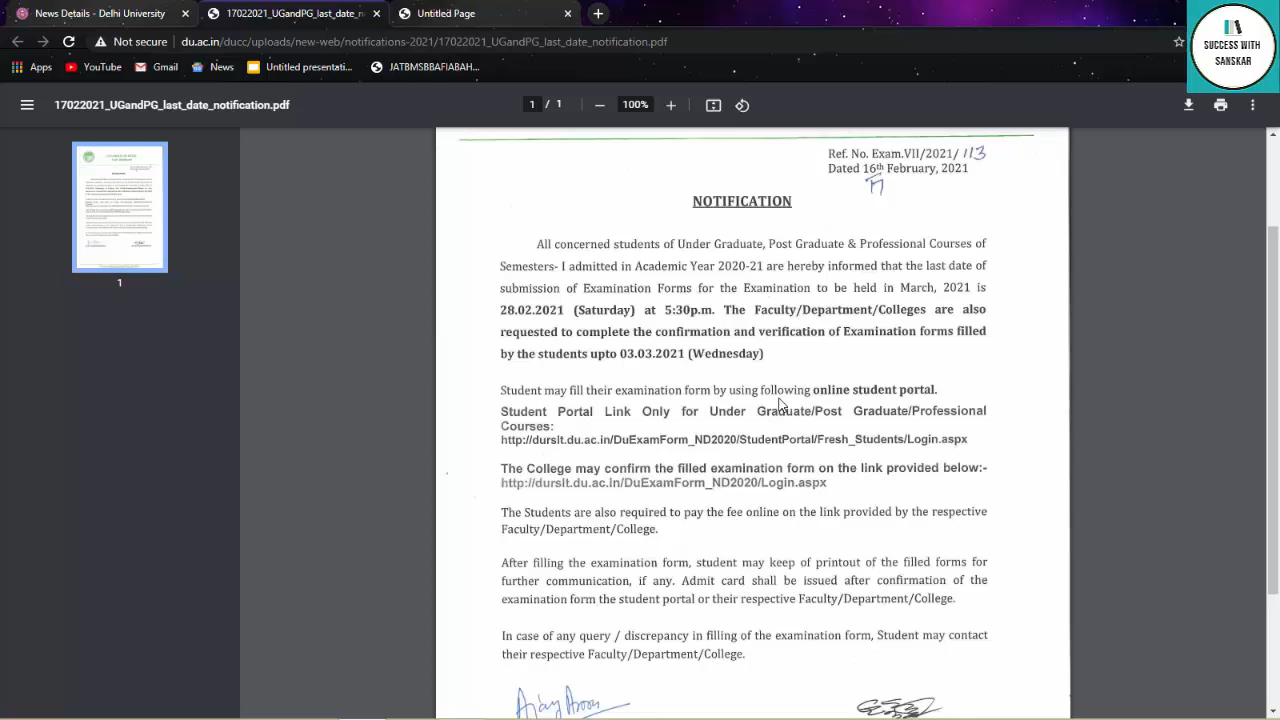 News Details - Delhi University
17022021_UGandPG_last_date_n
Untitled Page
Not secure
du.ac.in/ducc/uploads/new-web/notifications-2021/17022021_UGandPG_last_date_notification.pdf
Apps
YouTube
Gmail
News
Untitled presentati...
JATBMSBBAFIABAH...
SUCCESS WITH
SANSKAR
17022021_UGandPG_last_date_notification.pdf
1 / 1
100%
1
Ref. No. Exam.VII/2021/ 113
Dated 16th February, 2021
17
NOTIFICATION
All concerned students of Under Graduate, Post Graduate & Professional Courses of
Semesters- I admitted in Academic Year 2020-21 are hereby informed that the last date of
submission of Examination Forms for the Examination to be held in March, 2021 is
28.02.2021 (Saturday) at 5:30p.m. The Faculty/Department/Colleges are also
requested to complete the confirmation and verification of Examination forms filled
by the students upto 03.03.2021 (Wednesday)
Student may fill their examination form by using following online student portal.
Student Portal Link Only for Under Graduate/Post Graduate/Professional
Courses:
http://durslt.du.ac.in/DuExamForm_ND2020/StudentPortal/Fresh_Students/Login.aspx
The College may confirm the filled examination form on the link provided below:-
http://durslt.du.ac.in/DuExamForm_ND2020/Login.aspx
The Students are also required to pay the fee online on the link provided by the respective
Faculty/Department/College.
After filling the examination form, student may keep of printout of the filled forms for
further communication, if any. Admit card shall be issued after confirmation of the
examination form the student portal or their respective Faculty/Department/College.
In case of any query / discrepancy in filling of the examination form, Student may contact
their respective Faculty/Department/College.